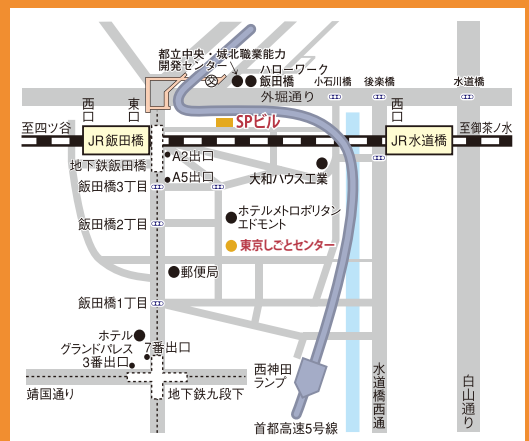 都立中央・城北職業能力
開発センター
ハローワーク
飯田橋
小石川橋
後楽橋
水道橋
外堀通り
西口
東口
SPビル
西口
至四ツ谷
JR飯田橋
JR水道橋
至御茶ノ水
地下鉄飯田橋
A2出口
大和ハウス工業
A5出口
飯田橋3丁目
ホテルメトロポリタン
エドモント
飯田橋2丁目
東京しごとセンター
郵便局
飯田橋1丁目
ホテル
グランドパレス
7番出口
3番出口
西神田
ランプ
水道橋西通
白山通り
靖国通り
地下鉄九段下
首都高速5号線